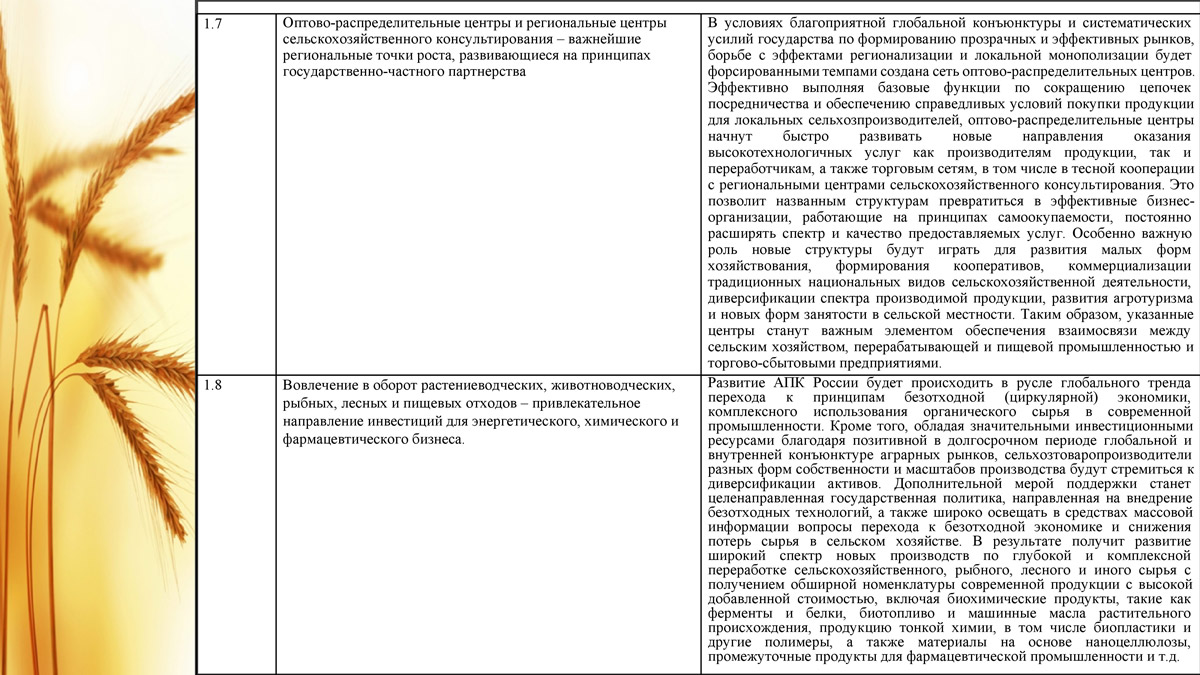 1.7
Оптово-распределительные центры и региональные центры
сельскохозяйственного консультирования – важнейшие
региональные точки роста, развивающиеся на принципах
государственно-частного партнерства
В условиях благоприятной глобальной конъюнктуры и систематических
усилий государства по формированию прозрачных и эффективных рынков,
борьбе с эффектами регионализации и локальной монополизации будет
форсированными темпами создана сеть оптово-распределительных центров.
Эффективно выполняя базовые функции по сокращению цепочек
посредничества и обеспечению справедливых условий покупки продукции
для локальных сельхозпроизводителей, оптово-распределительные центры
начнут быстро развивать новые направления оказания
высокотехнологичных услуг как производителям продукции, так и
переработчикам, а также торговым сетям, в том числе в тесной кооперации
с региональными центрами сельскохозяйственного консультирования. Это
позволит названным структурам превратиться в эффективные бизнес-
организации, работающие на принципах самоокупаемости, постоянно
расширять спектр и качество предоставляемых услуг. Особенно важную
роль новые структуры будут играть для развития малых форм
хозяйствования, формирования кооперативов, коммерциализации
традиционных национальных видов сельскохозяйственной деятельности,
диверсификации спектра производимой продукции, развития агротуризма
и новых форм занятости в сельской местности. Таким образом, указанные
центры станут важным элементом обеспечения взаимосвязи между
сельским хозяйством, перерабатывающей и пищевой промышленностью и
торгово-сбытовыми предприятиями.
1.8
Вовлечение в оборот растениеводческих, животноводческих,
рыбных, лесных и пищевых отходов – привлекательное
направление инвестиций для энергетического, химического и
фармацевтического бизнеса.
Развитие АПК России будет происходить в русле глобального тренда
перехода к принципам безотходной (циркулярной) экономики,
комплексного использования органического сырья в современной
промышленности. Кроме того, обладая значительными инвестиционными
ресурсами благодаря позитивной в долгосрочном периоде глобальной и
внутренней конъюнктуре аграрных рынков, сельхозтоваропроизводители
разных форм собственности и масштабов производства будут стремиться к
диверсификации активов. Дополнительной мерой поддержки станет
целенаправленная государственная политика, направленная на внедрение
безотходных технологий, а также широко освещать в средствах массовой
информации вопросы перехода к безотходной экономике и снижения
потерь сырья в сельском хозяйстве. В результате получит развитие
широкий спектр новых производств по глубокой и комплексной
переработке сельскохозяйственного, рыбного, лесного и иного сырья с
получением обширной номенклатуры современной продукции с высокой
добавленной стоимостью, включая биохимические продукты, такие как
ферменты и белки, биотопливо и машинные масла растительного
происхождения, продукцию тонкой химии, в том числе биопластики и
другие полимеры, а также материалы на основе наноцеллюлозы,
промежуточные продукты для фармацевтической промышленности и т.д.